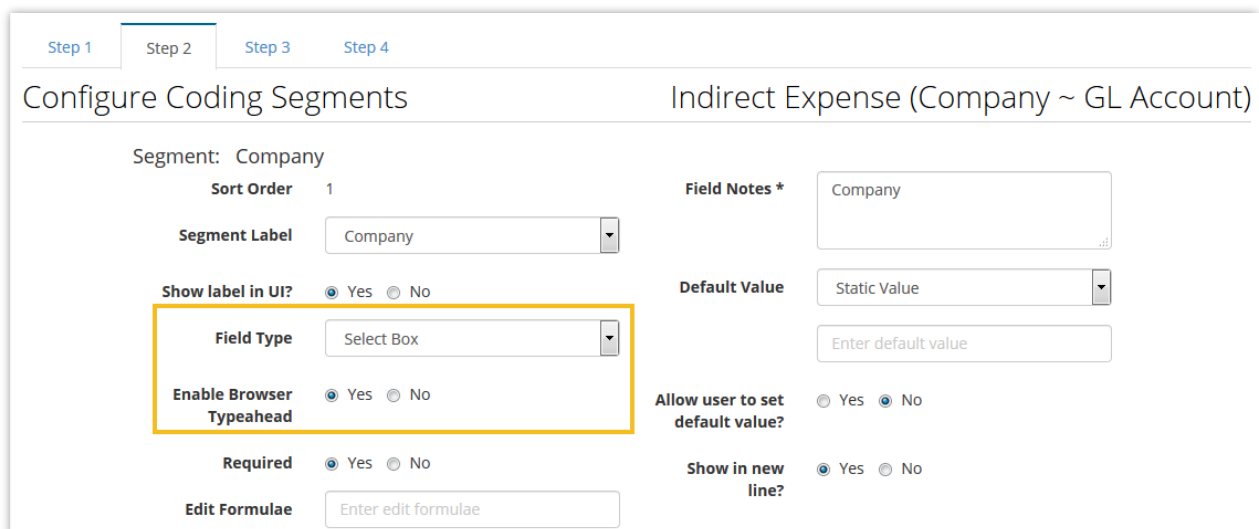 Step 1 Step 2 Step 3 Step 4
Configure Coding Segments
Indirect Expense (Company ~ GL Account)
Segment: Company
Sort Order 1
Segment Label Company
Show label in UI? Yes No
Field Type Select Box
Enable Browser
Typeahead
Yes No
Required Yes No
Edit Formulae Enter edit formulae
Field Notes * Company
Default Value Static Value
Enter default value
Allow user to set
default value?
Yes No
Show in new
line?
Yes No